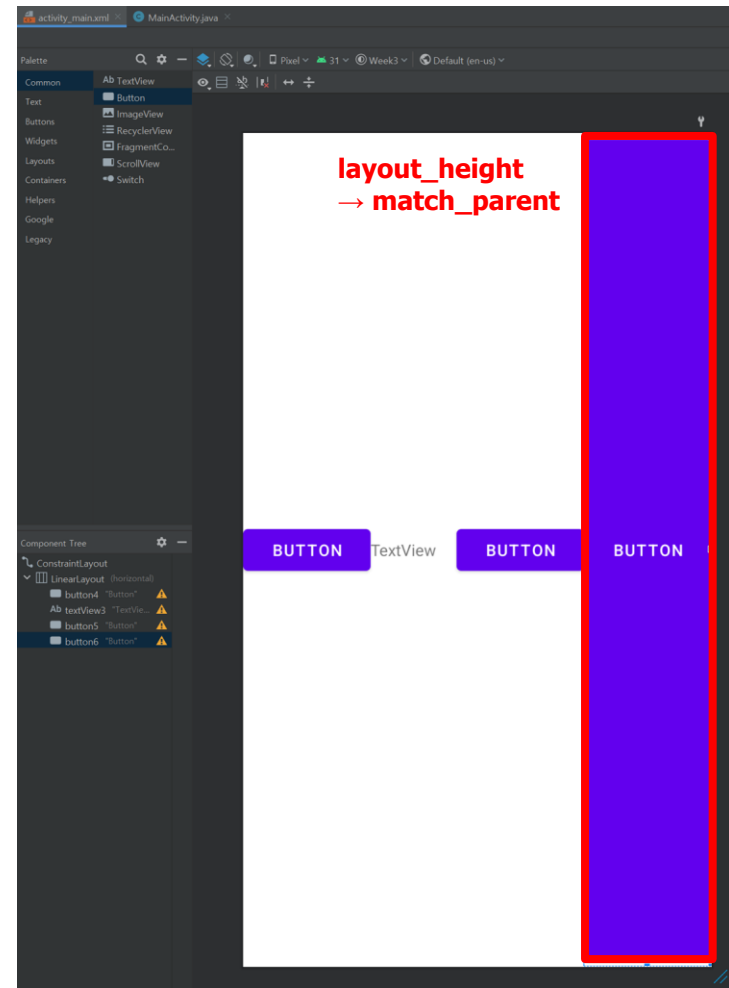 activity_main.xml
MainActivity.java
Palette
Pixel
31
Week3
Default (en-us)
Common
Text
Buttons
Widgets
Layouts
Containers
Helpers
Google
Legacy
Ab TextView
Button
ImageView
RecyclerView
FragmentCo...
ScrollView
Switch
layout_height
→ match_parent
BUTTON
TextView
BUTTON
BUTTON
Component Tree
ConstraintLayout
LinearLayout (horizontal)
button4 "Button"
Ab textView3 "TextVie...
button5 "Button"
button6 "Button"